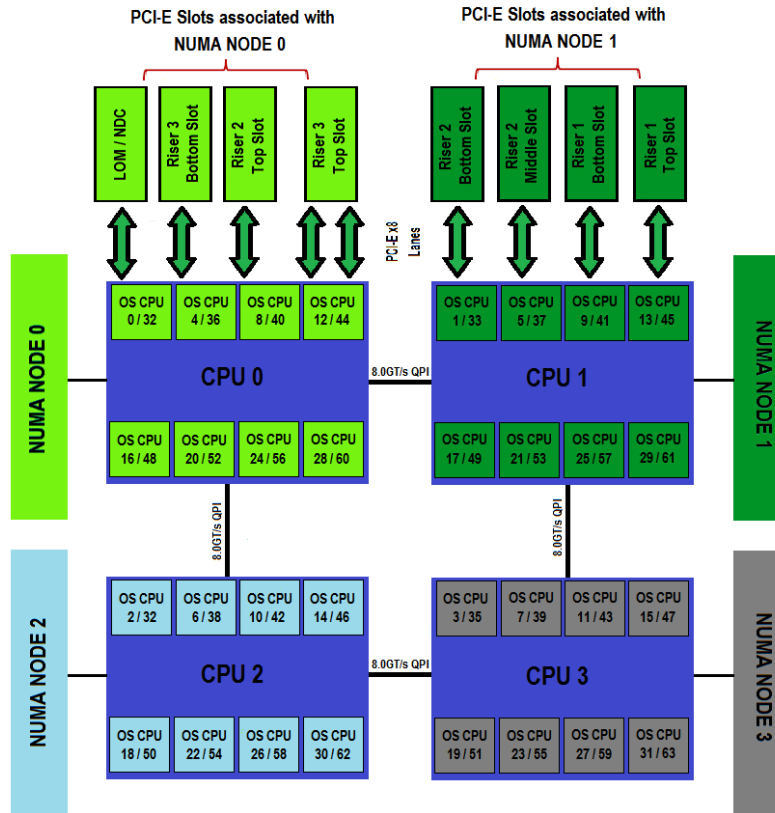 PCI-E Slots associated with
NUMA NODE 0
PCI-E Slots associated with
NUMA NODE 1
LOM / NDC
Riser 3
Bottom Slot
Riser 2
Top Slot
Riser 3
Top Slot
Riser 2
Bottom Slot
Riser 2
Middle Slot
Riser 1
Bottom Slot
Riser 1
Top Slot
PCI-E x8
Lanes
NUMA NODE 0
OS CPU
0 / 32
OS CPU
4 / 36
OS CPU
8 / 40
OS CPU
12 / 44
CPU 0
OS CPU
16 / 48
OS CPU
20 / 52
OS CPU
24 / 56
OS CPU
28 / 60
8.0GT/s QPI
OS CPU
1 / 33
OS CPU
5 / 37
OS CPU
9 / 41
OS CPU
13 / 45
CPU 1
OS CPU
17 / 49
OS CPU
21 / 53
OS CPU
25 / 57
OS CPU
29 / 61
NUMA NODE 1
8.0GT/s QPI
8.0GT/s QPI
NUMA NODE 2
OS CPU
2 / 32
OS CPU
6 / 38
OS CPU
10 / 42
OS CPU
14 / 46
CPU 2
OS CPU
18 / 50
OS CPU
22 / 54
OS CPU
26 / 58
OS CPU
30 / 62
8.0GT/s QPI
OS CPU
3 / 35
OS CPU
7 / 39
OS CPU
11 / 43
OS CPU
15 / 47
CPU 3
OS CPU
19 / 51
OS CPU
23 / 55
OS CPU
27 / 59
OS CPU
31 / 63
NUMA NODE 3